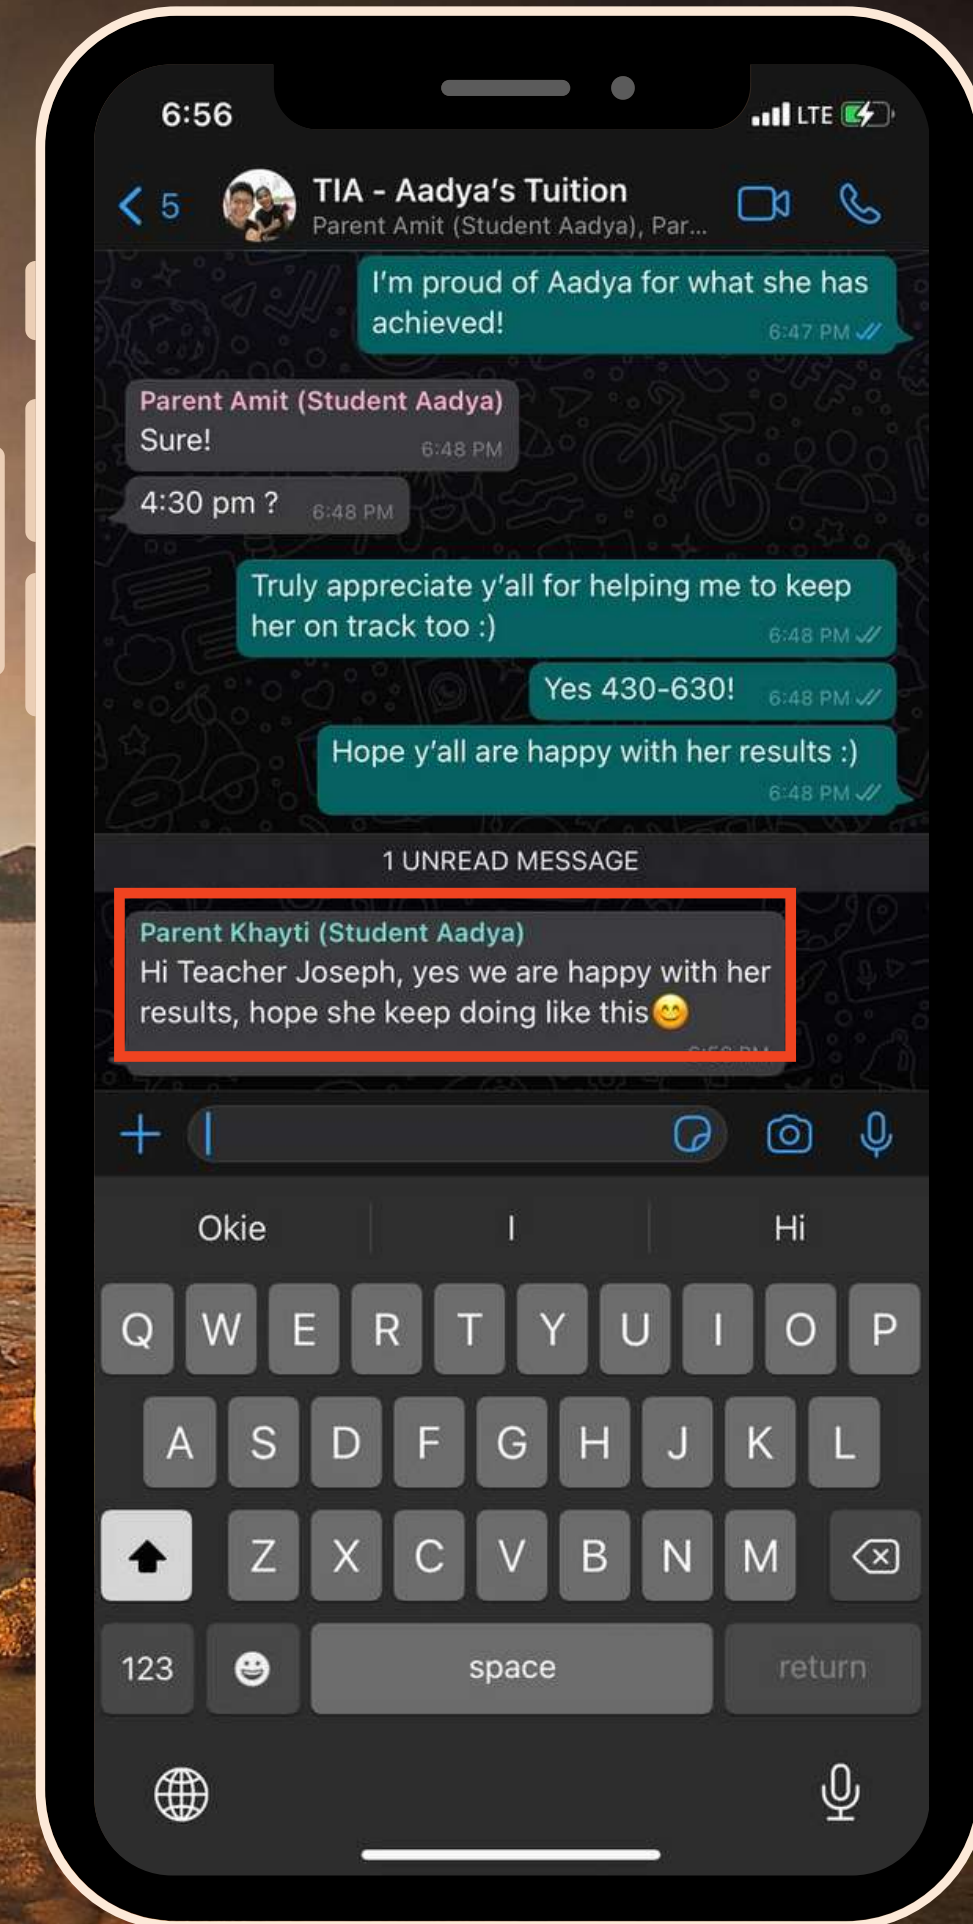 6:56
LTE
5
TIA - Aadya's Tuition
Parent Amit (Student Aadya), Par...
I'm proud of Aadya for what she has
achieved!
6:47 PM
Parent Amit (Student Aadya)
Sure!
6:48 PM
4:30 pm ?
6:48 PM
Truly appreciate y'all for helping me to keep
her on track too :)
6:48 PM
Yes 430-630!
6:48 PM
Hope y'all are happy with her results :)
6:48 PM
1 UNREAD MESSAGE
Parent Khayti (Student Aadya)
Hi Teacher Joseph, yes we are happy with her
results, hope she keep doing like this😊
Okie I Hi
Q W E R T Y U I O P
A S D F G H J K L
Z X C V B N M
123 space return